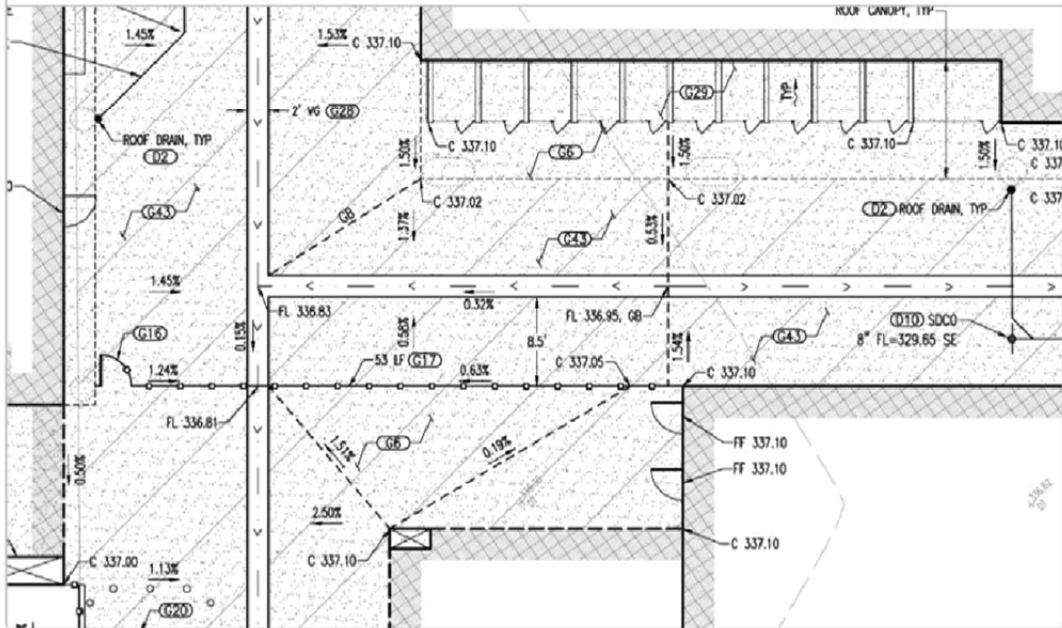 ROOF CANOPY, TYP
1.45%
1.53%
C 337.10
G29
TYP
2' VG G28
ROOF DRAIN, TYP
D2
C 337.10
G6
C 337.10
C 337.10
1.50%
1.50%
1.50%
C 337.02
C 337.02
G43
GB
1.37%
0.53%
G43
D2 ROOF DRAIN, TYP
1.45%
FL 336.83
0.32%
FL 336.95, GB
D10 SDCO
8" FL=329.65 SE
G16
0.15%
0.58%
8.5'
1.54%
G43
53 LF G17
C 337.05
1.24%
0.63%
C 337.10
FL 336.81
G6
1.51%
0.19%
FF 337.10
FF 337.10
0.50%
2.50%
C 337.10
C 337.10
C 337.00
1.13%
G20